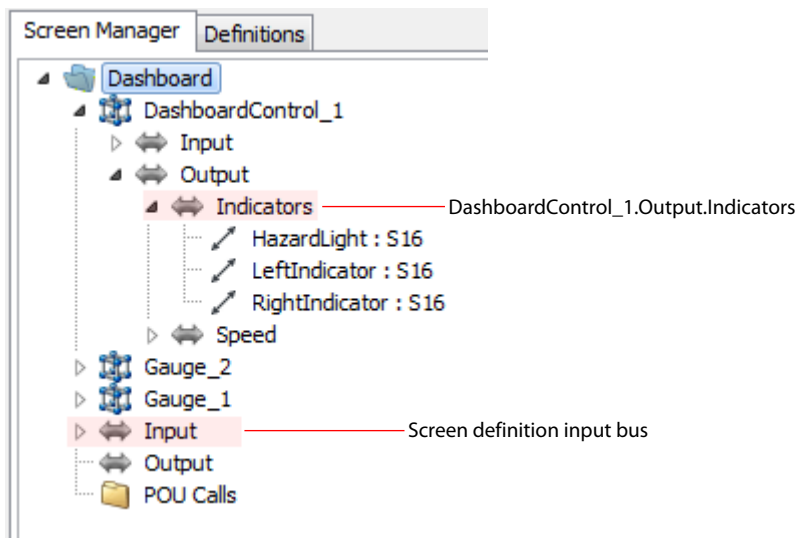 Screen Manager Definitions
Dashboard
DashboardControl_1
Input
Output
Indicators DashboardControl_1.Output.Indicators
HazardLight : S16
LeftIndicator : S16
RightIndicator : S16
Speed
Gauge_2
Gauge_1
Input Screen definition input bus
Output
POU Calls